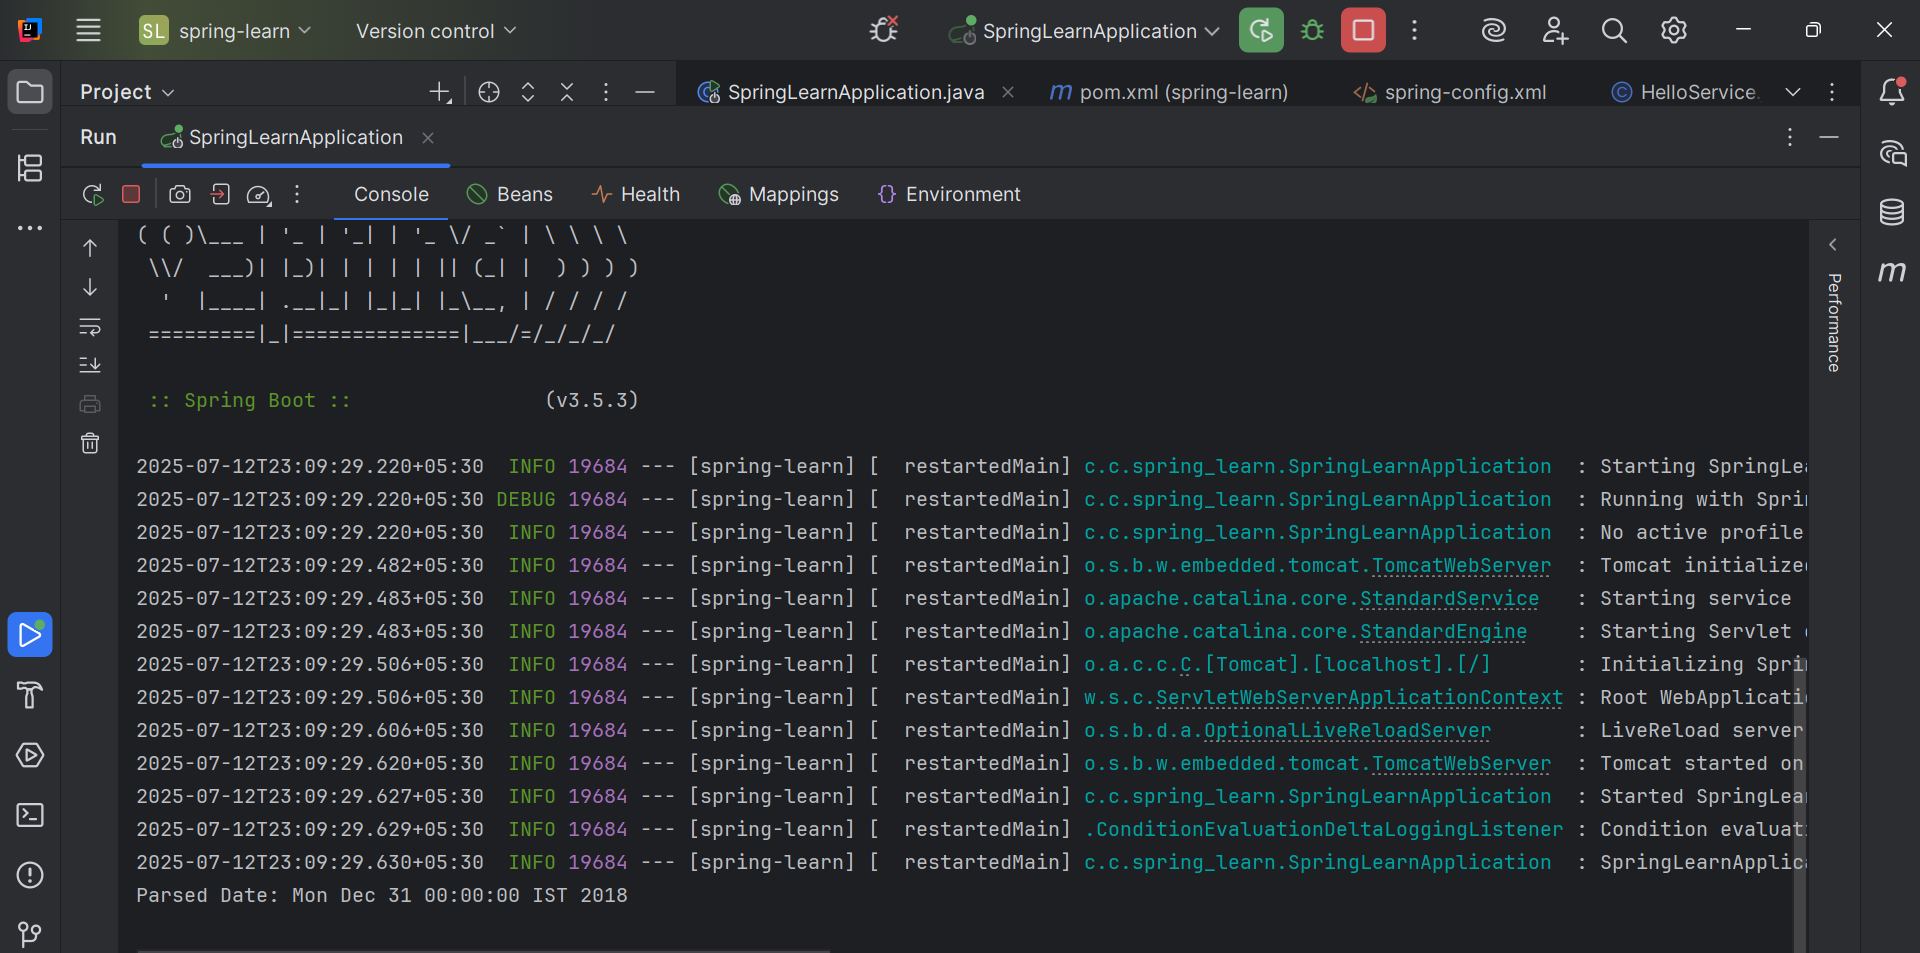 SL spring-learn Version control SpringLearnApplication
Project SpringLearnApplication.java pom.xml (spring-learn) spring-config.xml HelloService.
Run SpringLearnApplication
Console Beans Health Mappings Environment
( ( )\___ | '_ | '_| | '_ \/ _` | \ \ \ \
\\/  ___)| |_)| | | | | || (_| |  ) ) ) )
'  |____| .__|_| |_|_| |_\__, | / / / /
=========|_|==============|___/=/_/_/_/
Performance
:: Spring Boot :: (v3.5.3)
2025-07-12T23:09:29.220+05:30  INFO 19684 --- [spring-learn] [  restartedMain] c.c.spring_learn.SpringLearnApplication  : Starting SpringLea
2025-07-12T23:09:29.220+05:30 DEBUG 19684 --- [spring-learn] [  restartedMain] c.c.spring_learn.SpringLearnApplication  : Running with Sprin
2025-07-12T23:09:29.220+05:30  INFO 19684 --- [spring-learn] [  restartedMain] c.c.spring_learn.SpringLearnApplication  : No active profile
2025-07-12T23:09:29.482+05:30  INFO 19684 --- [spring-learn] [  restartedMain] o.s.b.w.embedded.tomcat.TomcatWebServer  : Tomcat initialized
2025-07-12T23:09:29.483+05:30  INFO 19684 --- [spring-learn] [  restartedMain] o.apache.catalina.core.StandardService   : Starting service
2025-07-12T23:09:29.483+05:30  INFO 19684 --- [spring-learn] [  restartedMain] o.apache.catalina.core.StandardEngine    : Starting Servlet
2025-07-12T23:09:29.506+05:30  INFO 19684 --- [spring-learn] [  restartedMain] o.a.c.c.C.[Tomcat].[localhost].[/]       : Initializing Sprin
2025-07-12T23:09:29.506+05:30  INFO 19684 --- [spring-learn] [  restartedMain] w.s.c.ServletWebServerApplicationContext : Root WebApplicati
2025-07-12T23:09:29.606+05:30  INFO 19684 --- [spring-learn] [  restartedMain] o.s.b.d.a.OptionalLiveReloadServer       : LiveReload server
2025-07-12T23:09:29.620+05:30  INFO 19684 --- [spring-learn] [  restartedMain] o.s.b.w.embedded.tomcat.TomcatWebServer  : Tomcat started on
2025-07-12T23:09:29.627+05:30  INFO 19684 --- [spring-learn] [  restartedMain] c.c.spring_learn.SpringLearnApplication  : Started SpringLear
2025-07-12T23:09:29.629+05:30  INFO 19684 --- [spring-learn] [  restartedMain] .ConditionEvaluationDeltaLoggingListener : Condition evaluat
2025-07-12T23:09:29.630+05:30  INFO 19684 --- [spring-learn] [  restartedMain] c.c.spring_learn.SpringLearnApplication  : SpringLearnApplica
Parsed Date: Mon Dec 31 00:00:00 IST 2018